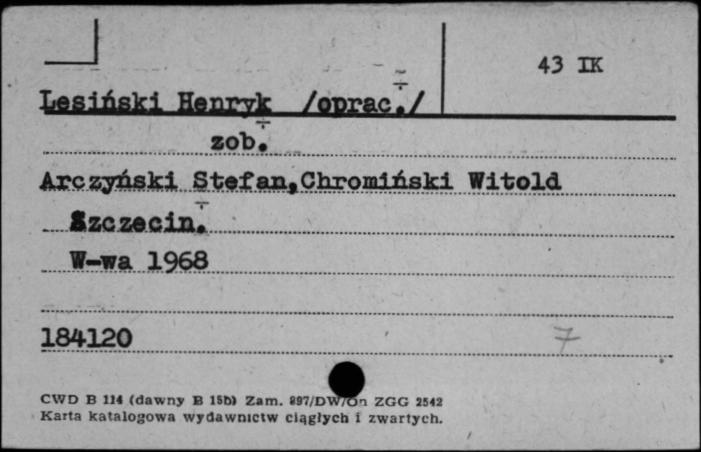 43 IK
Lesiński Henryk /oprac./
zob.
Arczyński Stefan,Chromiński Witold
Szczecin.
W-wa 1968
184120
7
CWD B 114 (dawny B 15b) Zam. 897/DW/On ZGG 2542
Karta katalogowa wydawnictw ciągłych i zwartych.